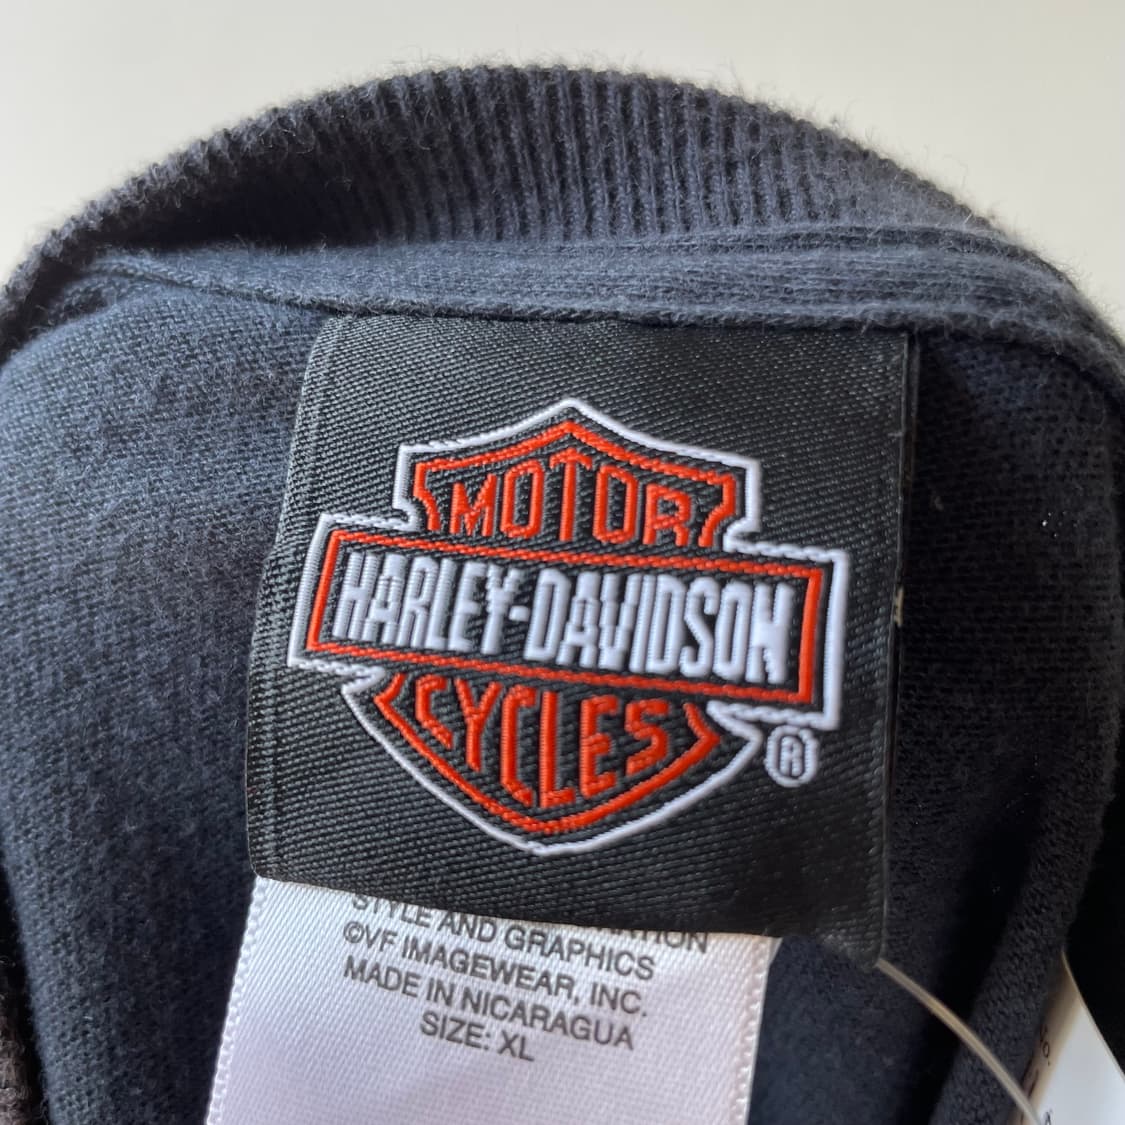 MOTOR
HARLEY-DAVIDSON
CYCLES
®
STYLE AND GRAPHICS
©VF IMAGEWEAR, INC.
MADE IN NICARAGUA
SIZE: XL